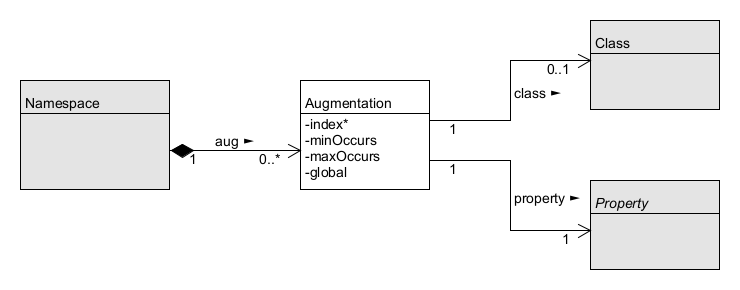 Class
0..1
class ►
Namespace
aug ►
1
0..*
Augmentation
-index*
-minOccurs
-maxOccurs
-global
1
1
property ►
1
Property